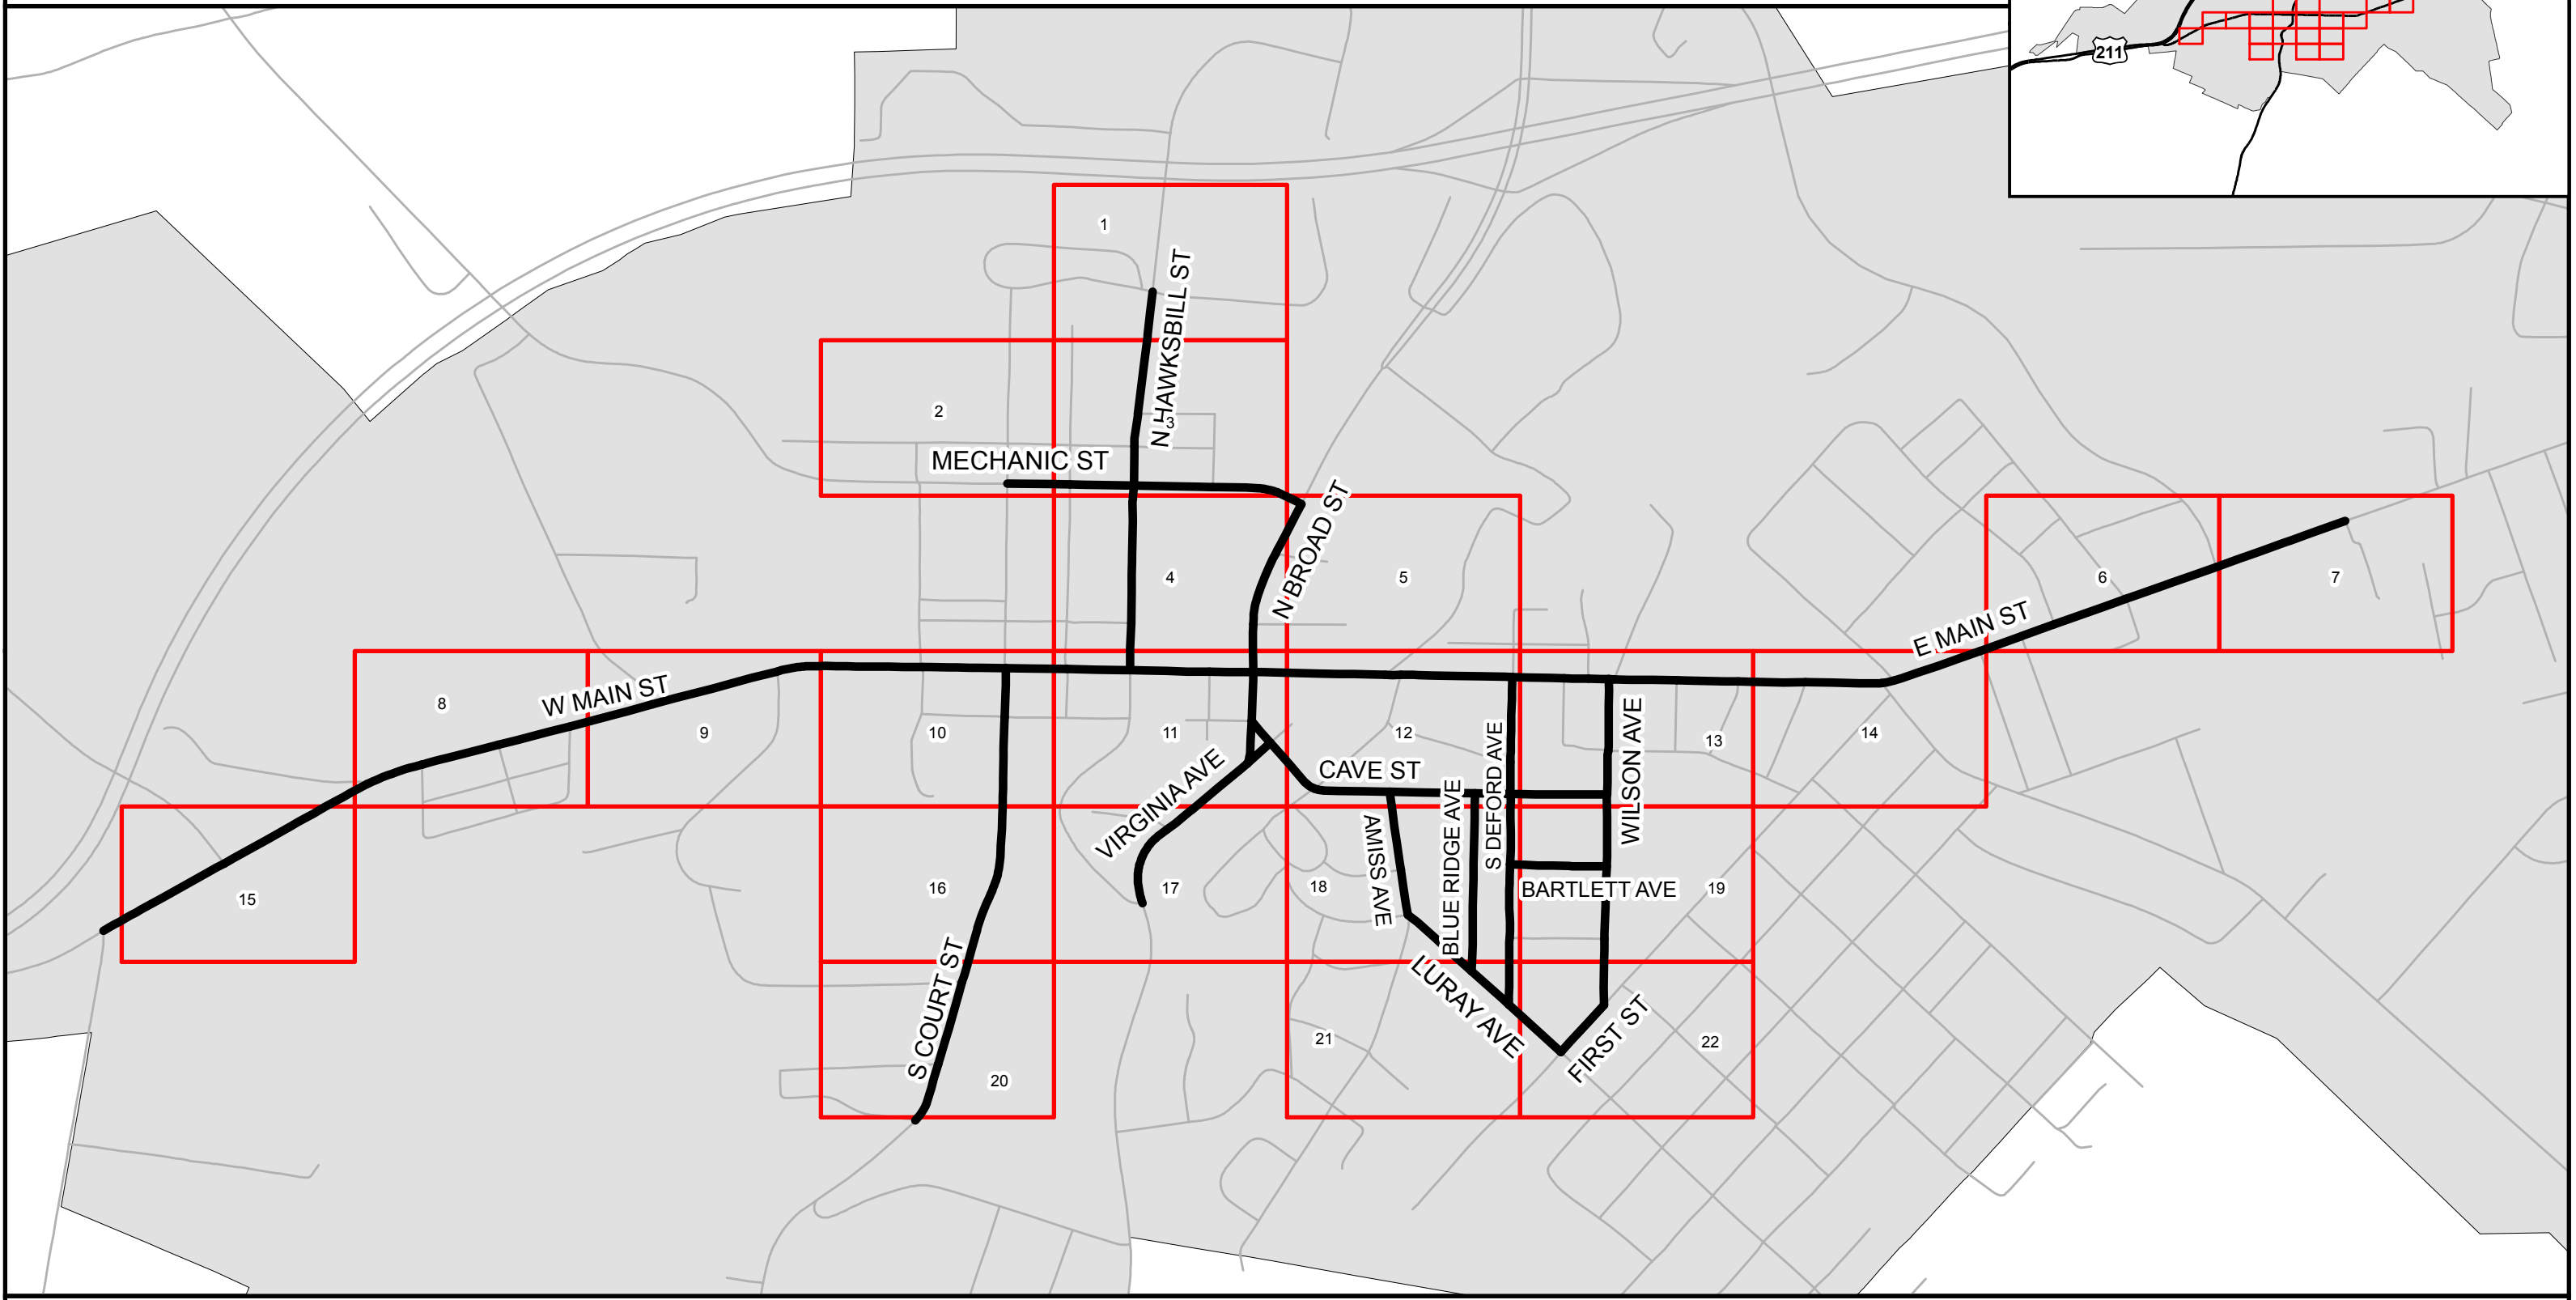 211
1
N HAWKSBILL ST
2
3
MECHANIC ST
N BROAD ST
4
5
6
7
E MAIN ST
W MAIN ST
8
9
10
11
12
13
14
S DEFORD AVE
WILSON AVE
CAVE ST
VIRGINIA AVE
BLUE RIDGE AVE
AMISS AVE
15
16
17
18
BARTLETT AVE
19
S COURT ST
LURAY AVE
FIRST ST
20
21
22